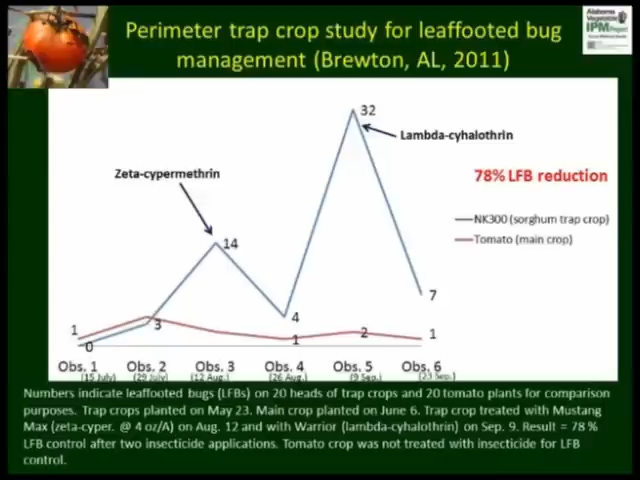 Perimeter trap crop study for leaffooted bug
management (Brewton, AL, 2011)
Alabama
Vegetable
IPM Project
32
Lambda-cyhalothrin
Zeta-cypermethrin
78% LFB reduction
NK300 (sorghum trap crop)
14
Tomato (main crop)
7
4
1 3 2 1
0 1
Obs. 1 Obs. 2 Obs. 3 Obs. 4 Obs. 5 Obs. 6
(15 July) (29 July) (12 Aug.) (26 Aug.) (9 Sep.) (23 Sep.)
Numbers indicate leaffooted bugs (LFBs) on 20 heads of trap crops and 20 tomato plants for comparison
purposes. Trap crops planted on May 23. Main crop planted on June 6. Trap crop treated with Mustang
Max (zeta-cyper. @ 4 oz/A) on Aug. 12 and with Warrior (lambda-cyhalothrin) on Sep. 9. Result = 78 %
LFB control after two insecticide applications. Tomato crop was not treated with insecticide for LFB
control.